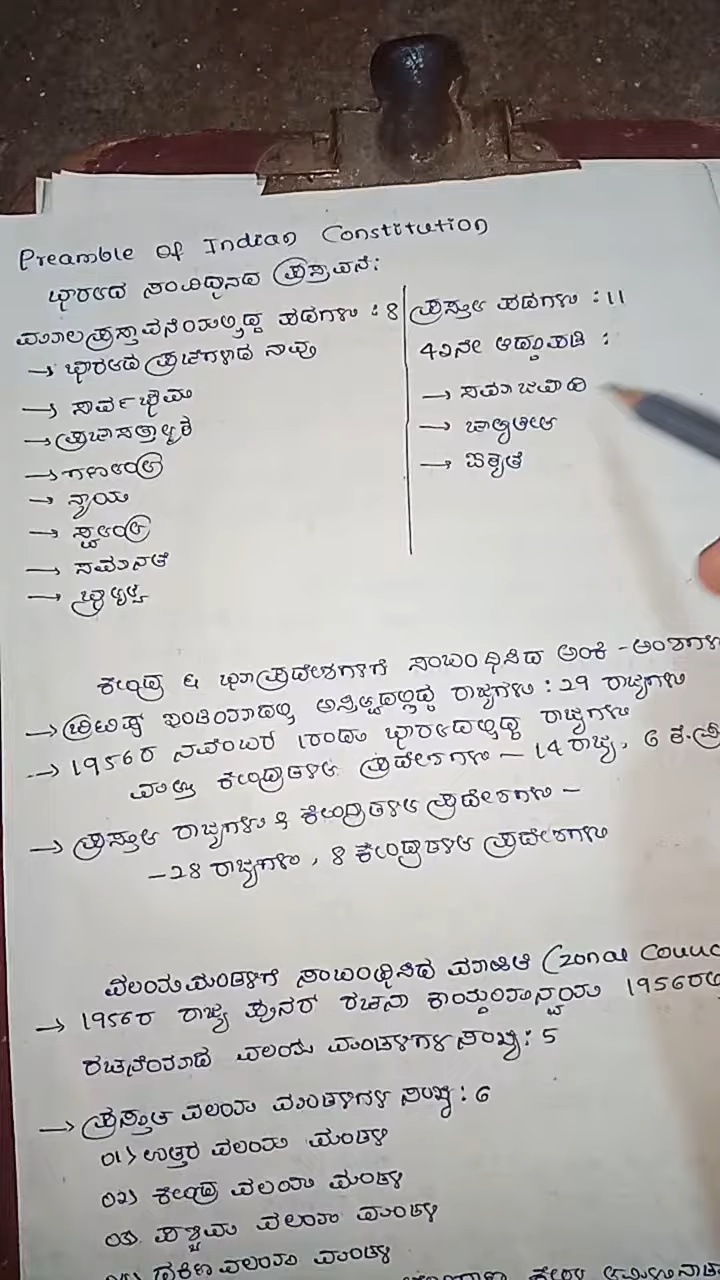 Preamble of Indian Constitution
ಭಾರತದ ಸಂವಿಧಾನದ ಪ್ರಸ್ತಾವನೆ:
ಮೂಲ ಪ್ರಸ್ತಾವನೆಯಲ್ಲಿದ್ದ ಪದಗಳು : 8
→ ಭಾರತದ ಪ್ರಜೆಗಳಾದ ನಾವು
→ ಸಾರ್ವಭೌಮ
→ ಪ್ರಜಾಸತ್ತಾತ್ಮಕ
→ ಗಣತಂತ್ರ
→ ನ್ಯಾಯ
→ ಸ್ವತಂತ್ರ
→ ಸಮಾನತೆ
→ ಭ್ರಾತೃತ್ವ
ಪ್ರಸ್ತುತ ಪದಗಳು : 11
42ನೇ ತಿದ್ದುಪಡಿ :
→ ಸಮಾಜವಾದಿ
→ ಜಾತ್ಯತೀತ
→ ಐಕ್ಯತೆ
ಕೇಂದ್ರ & ಭೂಪ್ರದೇಶಗಳಿಗೆ ಸಂಬಂಧಿಸಿದ ಅಂಕಿ - ಅಂಶಗಳು
→ ಬ್ರಿಟಿಷ್ ಇಂಡಿಯಾದಲ್ಲಿ ಅಸ್ತಿತ್ವದಲ್ಲಿದ್ದ ರಾಜ್ಯಗಳು : 29 ರಾಜ್ಯಗಳು
→ 1956ರ ನವೆಂಬರ 1ರಂದು ಭಾರತದಲ್ಲಿದ್ದ ರಾಜ್ಯಗಳು
ಮತ್ತು ಕೇಂದ್ರಾಡಳಿತ ಪ್ರದೇಶಗಳು – 14 ರಾಜ್ಯ, 6 ಕೇ.ಪ್ರ
→ ಪ್ರಸ್ತುತ ರಾಜ್ಯಗಳು & ಕೇಂದ್ರಾಡಳಿತ ಪ್ರದೇಶಗಳು –
– 28 ರಾಜ್ಯಗಳು, 8 ಕೇಂದ್ರಾಡಳಿತ ಪ್ರದೇಶಗಳು
ವಲಯಮಂಡಳಿಗೆ ಸಂಬಂಧಿಸಿದ ಮಾಹಿತಿ (zonal Counc
→ 1956ರ ರಾಜ್ಯ ಪುನರ್ ರಚನಾ ಕಾಯ್ದೆಯಾನ್ವಯ 1956ರಲ್ಲಿ
ರಚನೆಯಾದ ವಲಯ ಮಂಡಳಿಗಳ ಸಂಖ್ಯೆ: 5
→ ಪ್ರಸ್ತುತ ವಲಯ ಮಂಡಳಿಗಳ ಸಂಖ್ಯೆ : 6
01) ಉತ್ತರ ವಲಯ ಮಂಡಳಿ
02) ಕೇಂದ್ರ ವಲಯ ಮಂಡಳಿ
03) ಪಶ್ಚಿಮ ವಲಯ ಮಂಡಳಿ
ದಕ್ಷಿಣ ವಲಯ ಮಂಡಳಿ